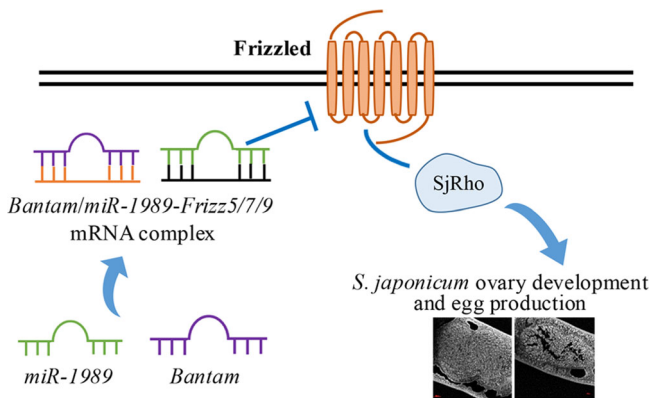 Frizzled
Bantam/miR-1989-Frizz5/7/9
mRNA complex
SjRho
S. japonicum ovary development
and egg production
miR-1989
Bantam